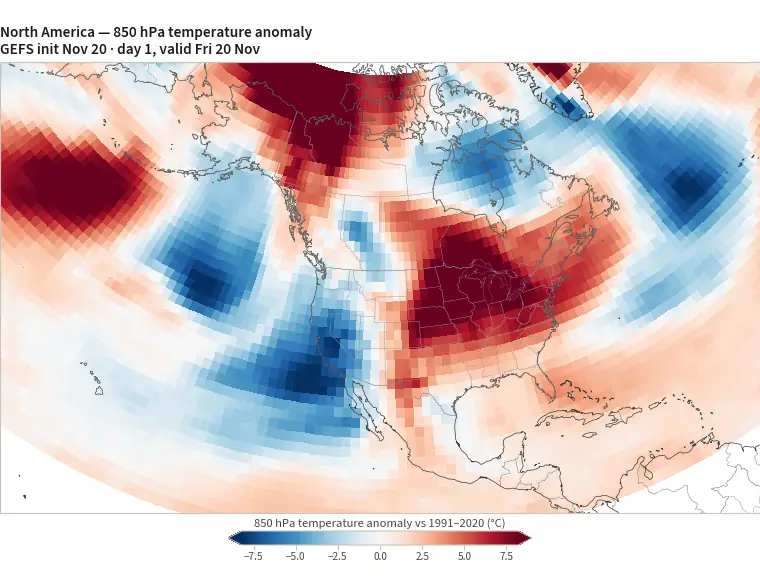 North America — 850 hPa temperature anomaly
GEFS init Nov 20 · day 1, valid Fri 20 Nov
850 hPa temperature anomaly vs 1991–2020 (°C)
−7.5 −5.0 −2.5 0.0 2.5 5.0 7.5